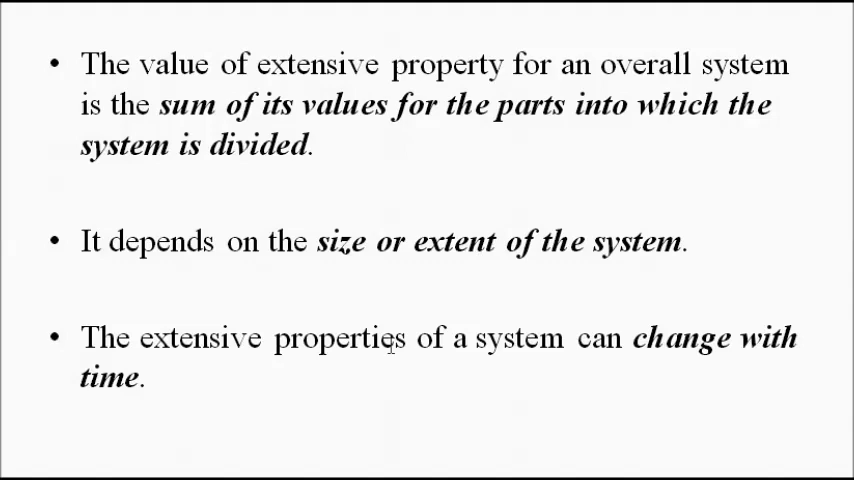 • The value of extensive property for an overall system
is the sum of its values for the parts into which the
system is divided.
• It depends on the size or extent of the system.
• The extensive properties of a system can change with
time.